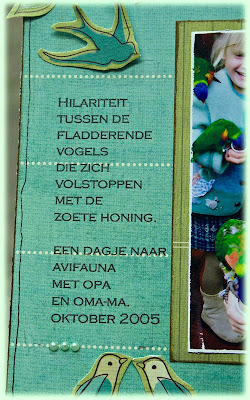 HILARITEIT
TUSSEN DE
FLADDERENDE
VOGELS
DIE ZICH
VOLSTOPPEN
MET DE
ZOETE HONING.
EEN DAGJE NAAR
AVIFAUNA
MET OPA
EN OMA-MA.
OKTOBER 2005